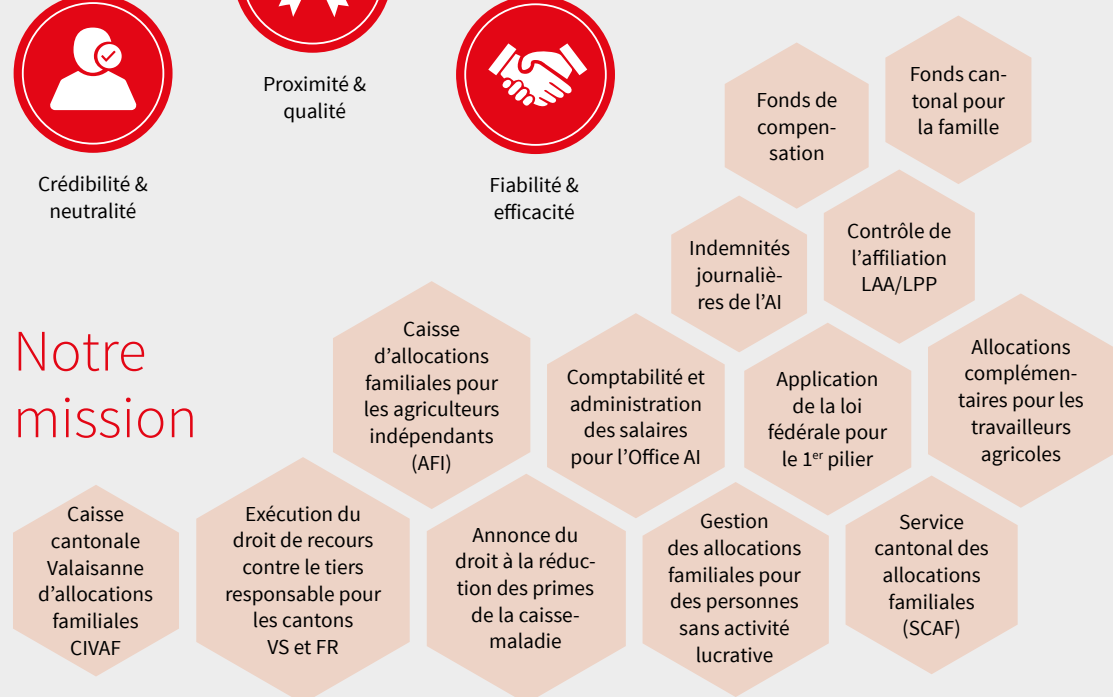 Proximité &
qualité
Crédibilité &
neutralité
Fiabilité &
efficacité
Fonds de
compen-
sation
Fonds can-
tonal pour
la famille
Indemnités
journaliè-
res de l’AI
Contrôle de
l’affiliation
LAA/LPP
Notre
mission
Caisse
d’allocations
familiales pour
les agriculteurs
indépendants
(AFI)
Comptabilité et
administration
des salaires
pour l’Office AI
Application
de la loi
fédérale pour
le 1er pilier
Allocations
complémen-
taires pour les
travailleurs
agricoles
Caisse
cantonale
Valaisanne
d’allocations
familiales
CIVAF
Exécution du
droit de recours
contre le tiers
responsable pour
les cantons
VS et FR
Annonce du
droit à la réduc-
tion des primes
de la caisse-
maladie
Gestion
des allocations
familiales pour
des personnes
sans activité
lucrative
Service
cantonal des
allocations
familiales
(SCAF)